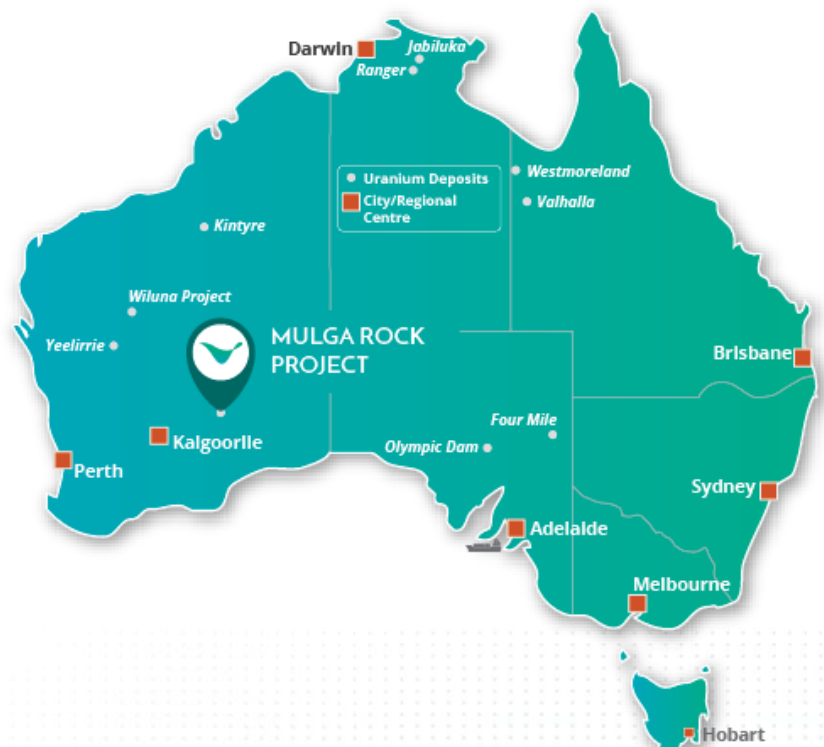 Darwin
Jabiluka
Ranger
Uranium Deposits
City/Regional
Centre
Westmoreland
Valhalla
Kintyre
Wiluna Project
Yeelirrie
MULGA ROCK
PROJECT
Brisbane
Four Mile
Olympic Dam
Kalgoorlie
Perth
Sydney
Adelaide
Melbourne
Hobart